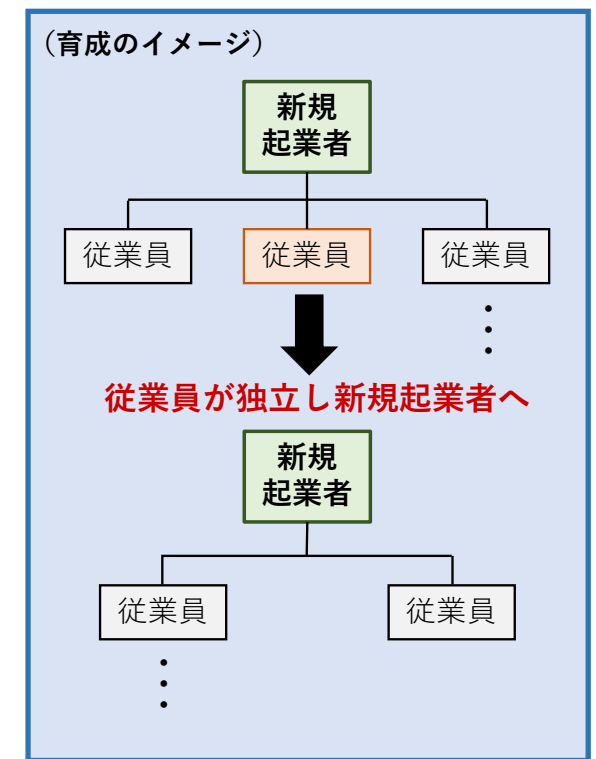 （育成のイメージ）
新規
起業者
従業員 従業員 従業員
従業員が独立し新規起業者へ
新規
起業者
従業員 従業員